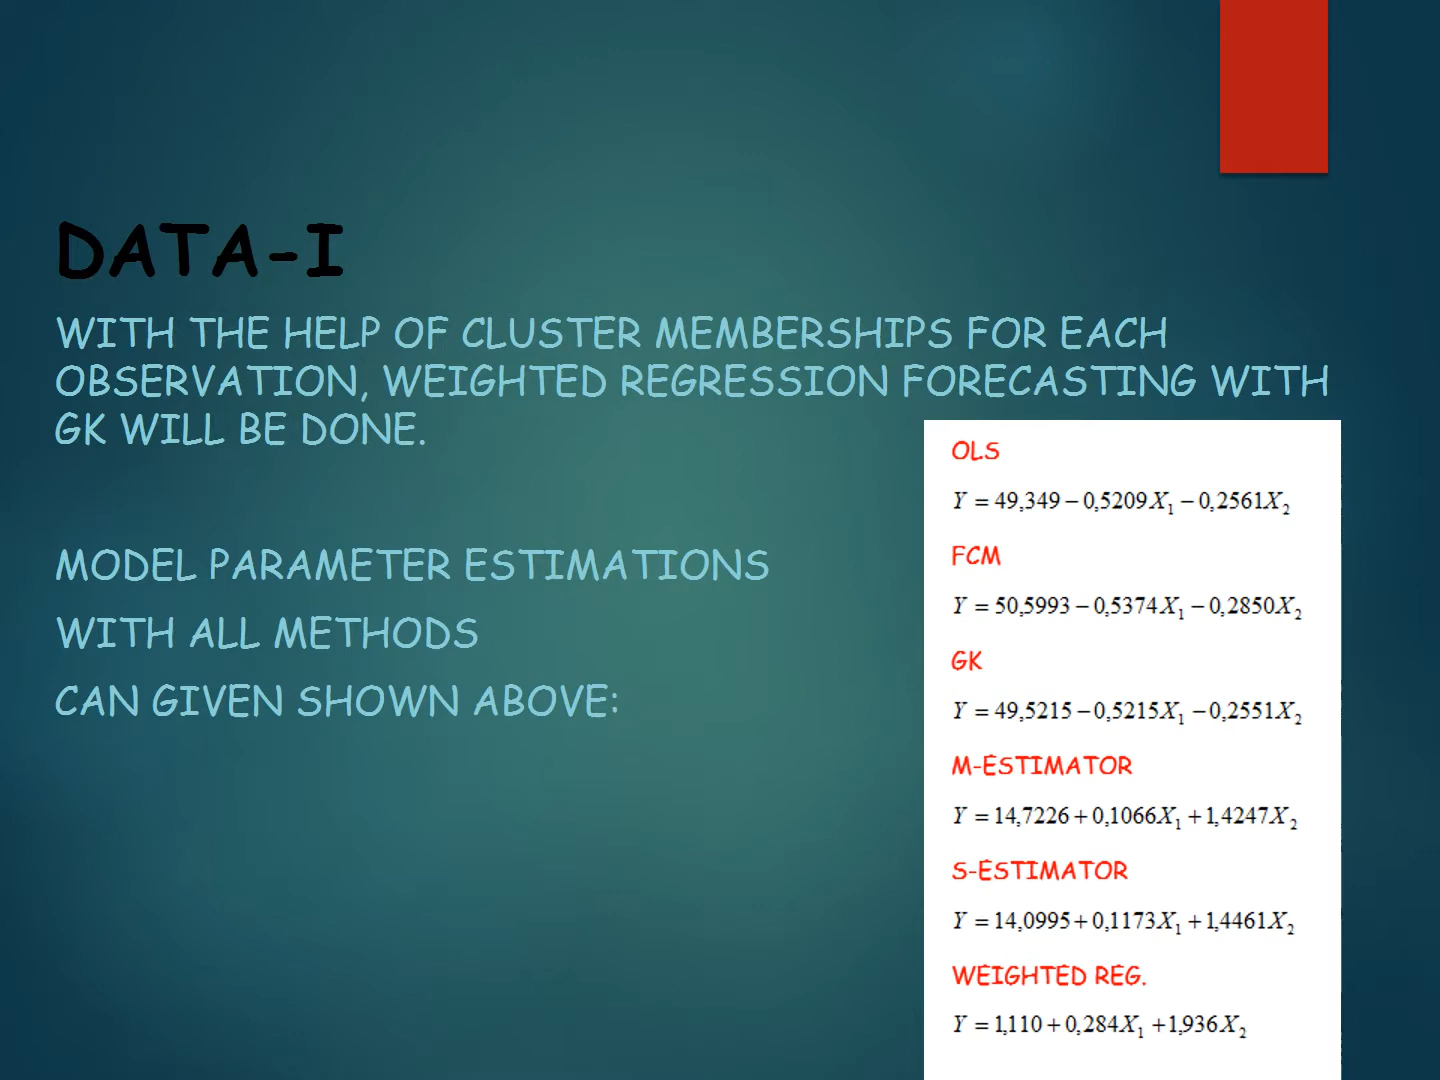 DATA-I
WITH THE HELP OF CLUSTER MEMBERSHIPS FOR EACH
OBSERVATION, WEIGHTED REGRESSION FORECASTING WITH
GK WILL BE DONE.
MODEL PARAMETER ESTIMATIONS
WITH ALL METHODS
CAN GIVEN SHOWN ABOVE:
OLS
Y = 49,349 − 0,5209X₁ − 0,2561X₂
FCM
Y = 50,5993 − 0,5374X₁ − 0,2850X₂
GK
Y = 49,5215 − 0,5215X₁ − 0,2551X₂
M-ESTIMATOR
Y = 14,7226 + 0,1066X₁ + 1,4247X₂
S-ESTIMATOR
Y = 14,0995 + 0,1173X₁ + 1,4461X₂
WEIGHTED REG.
Y = 1,110 + 0,284X₁ + 1,936X₂